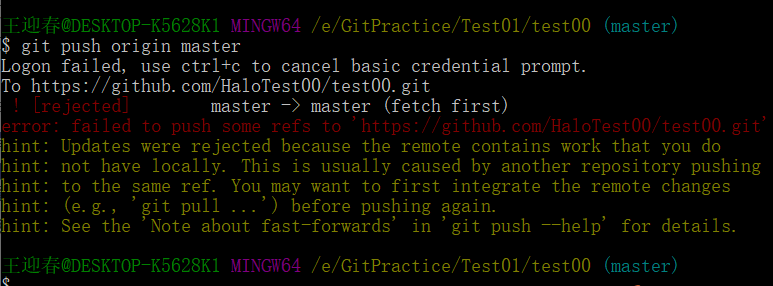 王迎春@DESKTOP-K5628K1 MINGW64 /e/GitPractice/Test01/test00 (master)
$ git push origin master
Logon failed, use ctrl+c to cancel basic credential prompt.
To https://github.com/HaloTest00/test00.git
 ! [rejected]        master -> master (fetch first)
error: failed to push some refs to 'https://github.com/HaloTest00/test00.git'
hint: Updates were rejected because the remote contains work that you do
hint: not have locally. This is usually caused by another repository pushing
hint: to the same ref. You may want to first integrate the remote changes
hint: (e.g., 'git pull ...') before pushing again.
hint: See the 'Note about fast-forwards' in 'git push --help' for details.
王迎春@DESKTOP-K5628K1 MINGW64 /e/GitPractice/Test01/test00 (master)
$